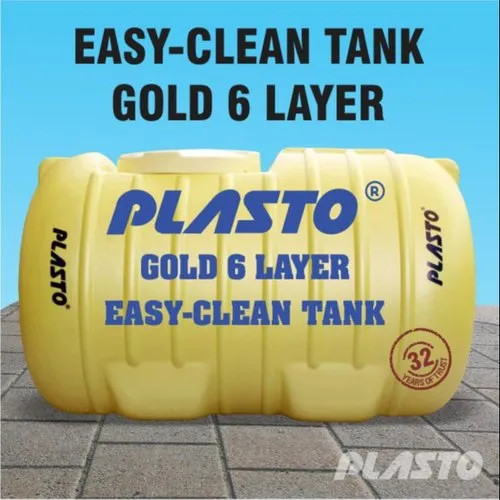 EASY-CLEAN TANK
GOLD 6 LAYER
PLASTO®
GOLD 6 LAYER
EASY-CLEAN TANK
PLASTO®
PLASTO®
32
YEARS OF TRUST
PLASTO